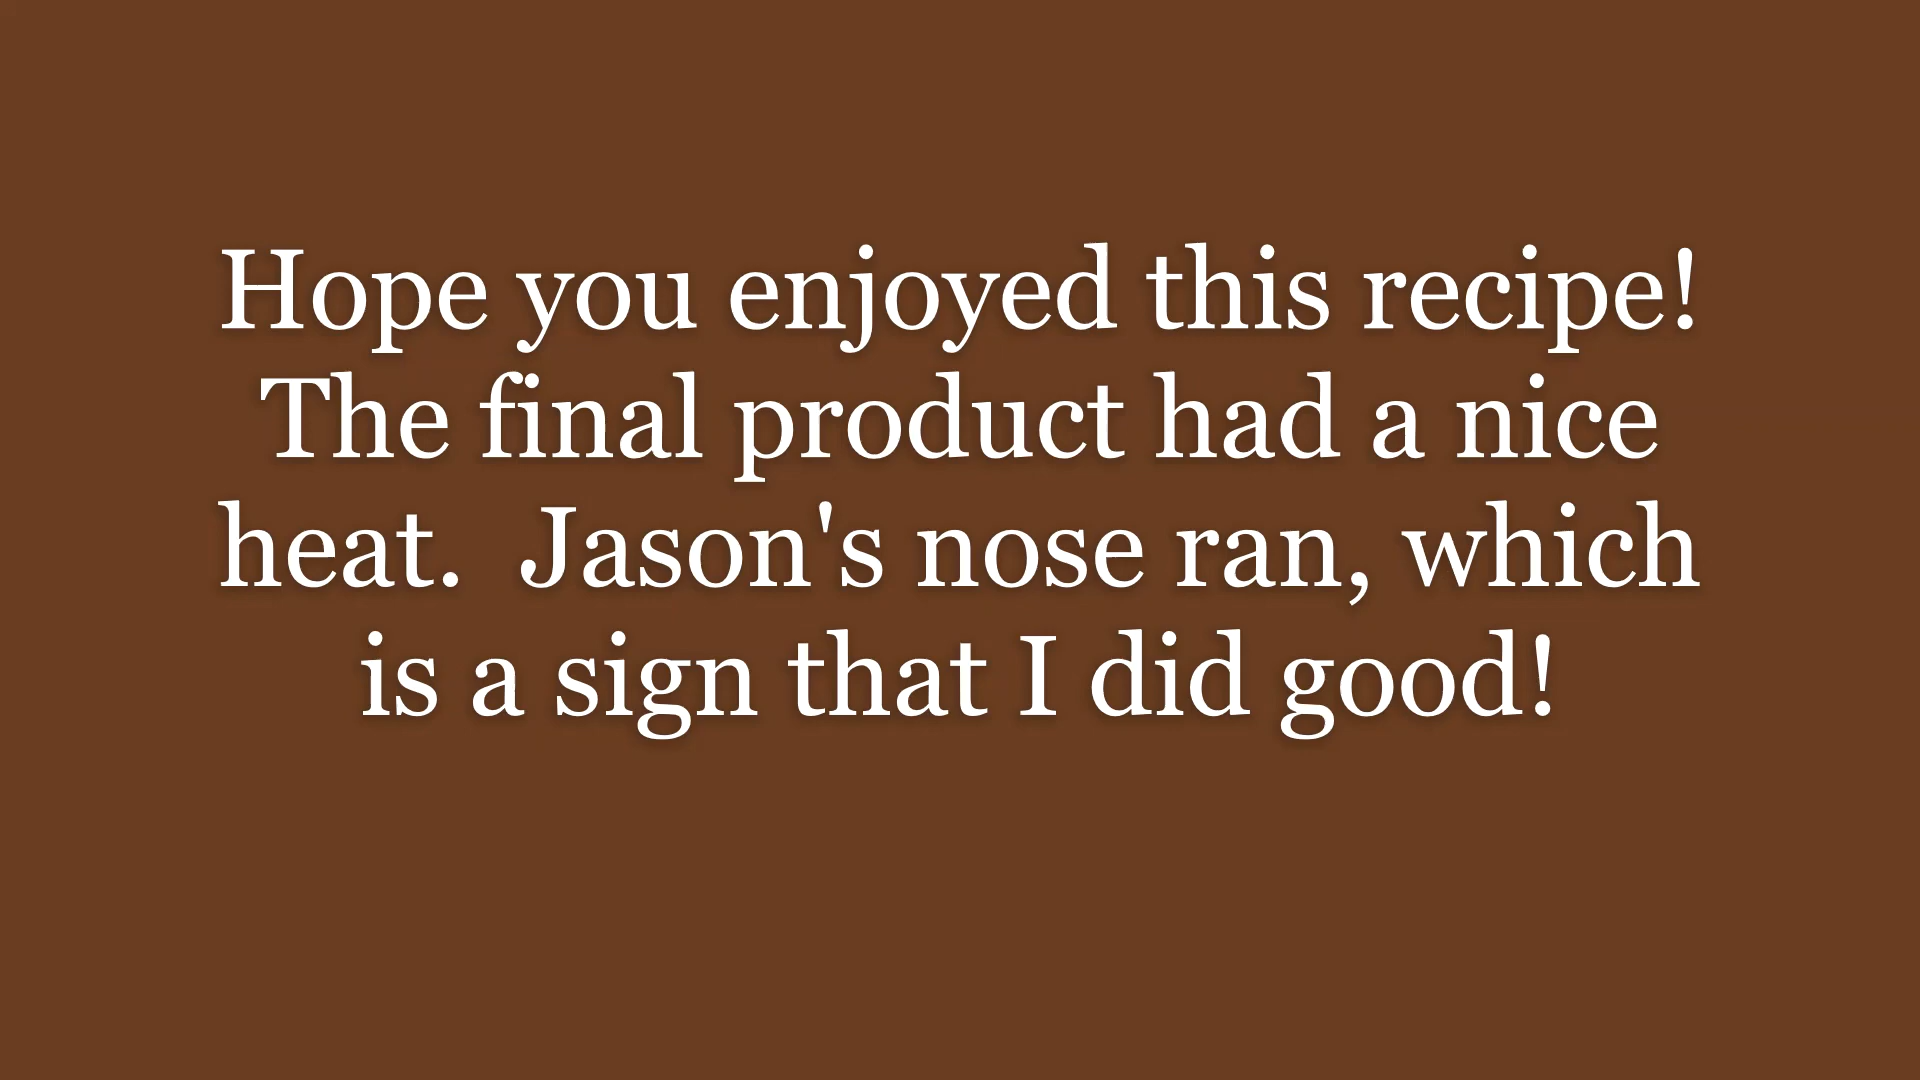 Hope you enjoyed this recipe!
The final product had a nice
heat.  Jason's nose ran, which
is a sign that I did good!